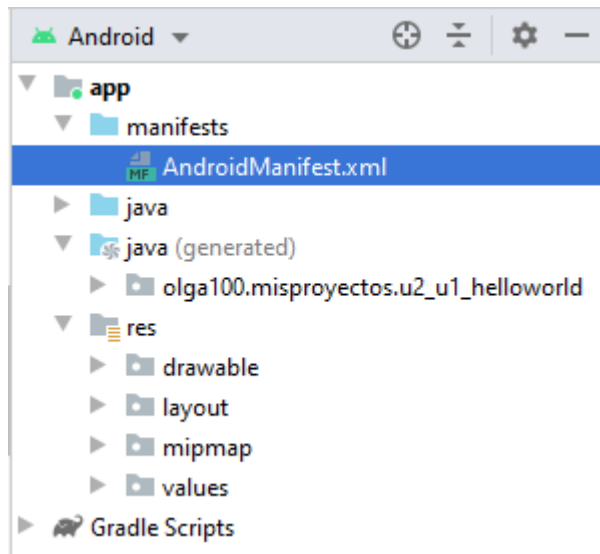 Android
app
manifests
MF AndroidManifest.xml
java
java (generated)
olga100.misproyectos.u2_u1_helloworld
res
drawable
layout
mipmap
values
Gradle Scripts